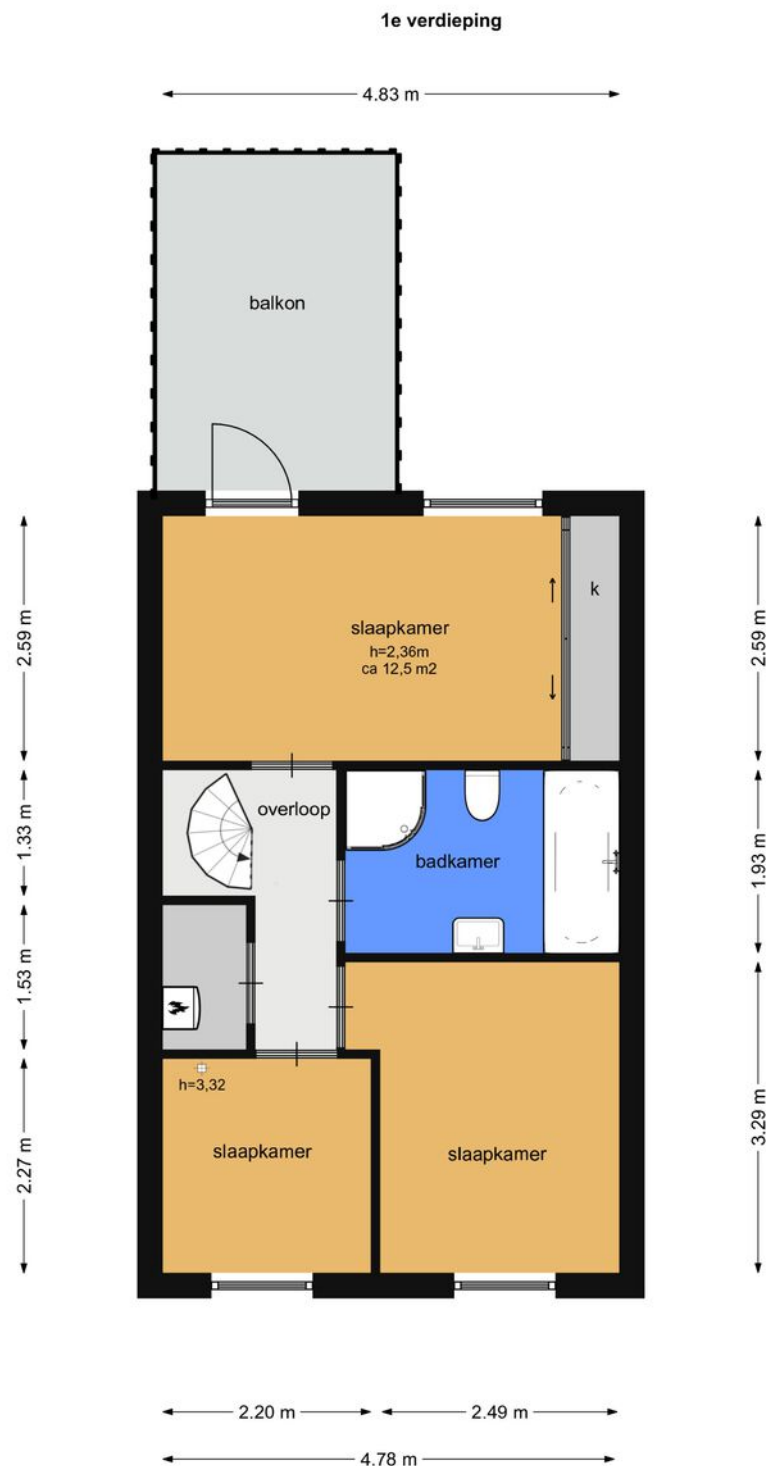 1e verdieping
4.83 m
balkon
2.59 m
slaapkamer
h=2,36m
ca 12,5 m2
k
2.59 m
1.33 m
overloop
badkamer
1.93 m
1.53 m
h=3,32
slaapkamer
slaapkamer
2.27 m
3.29 m
2.20 m
2.49 m
4.78 m